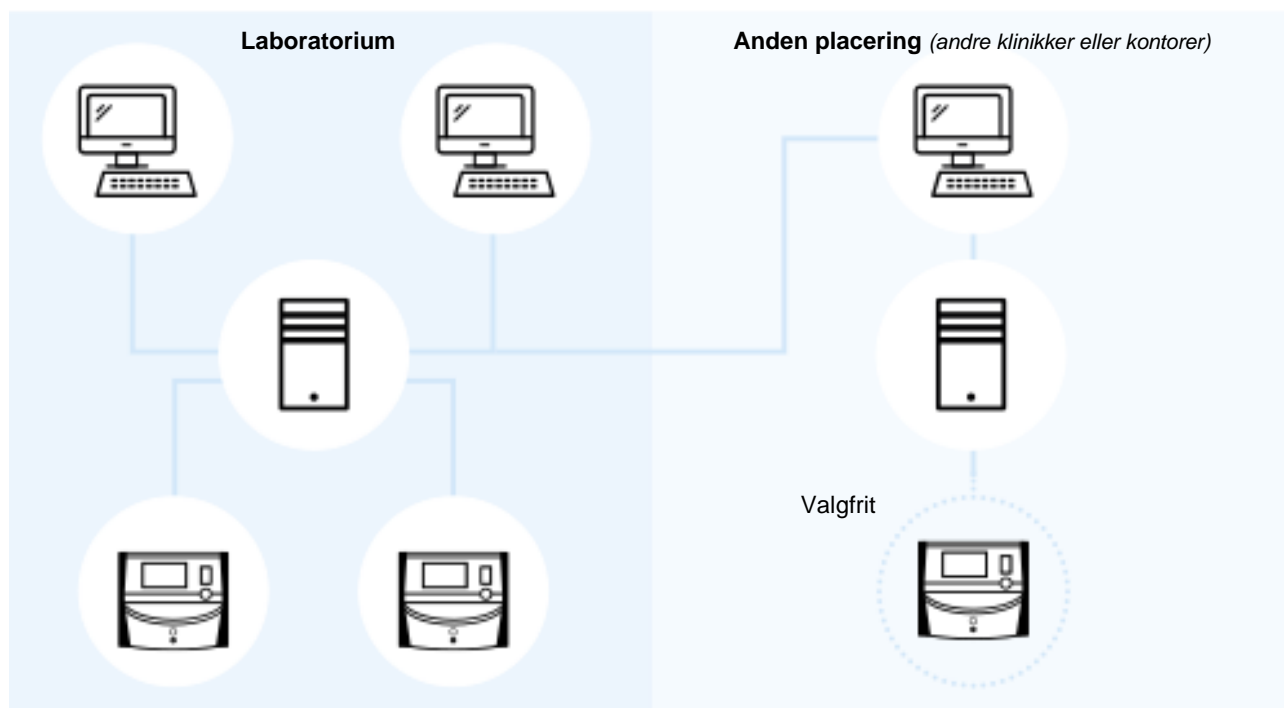 Laboratorium
Anden placering (andre klinikker eller kontorer)
Valgfrit